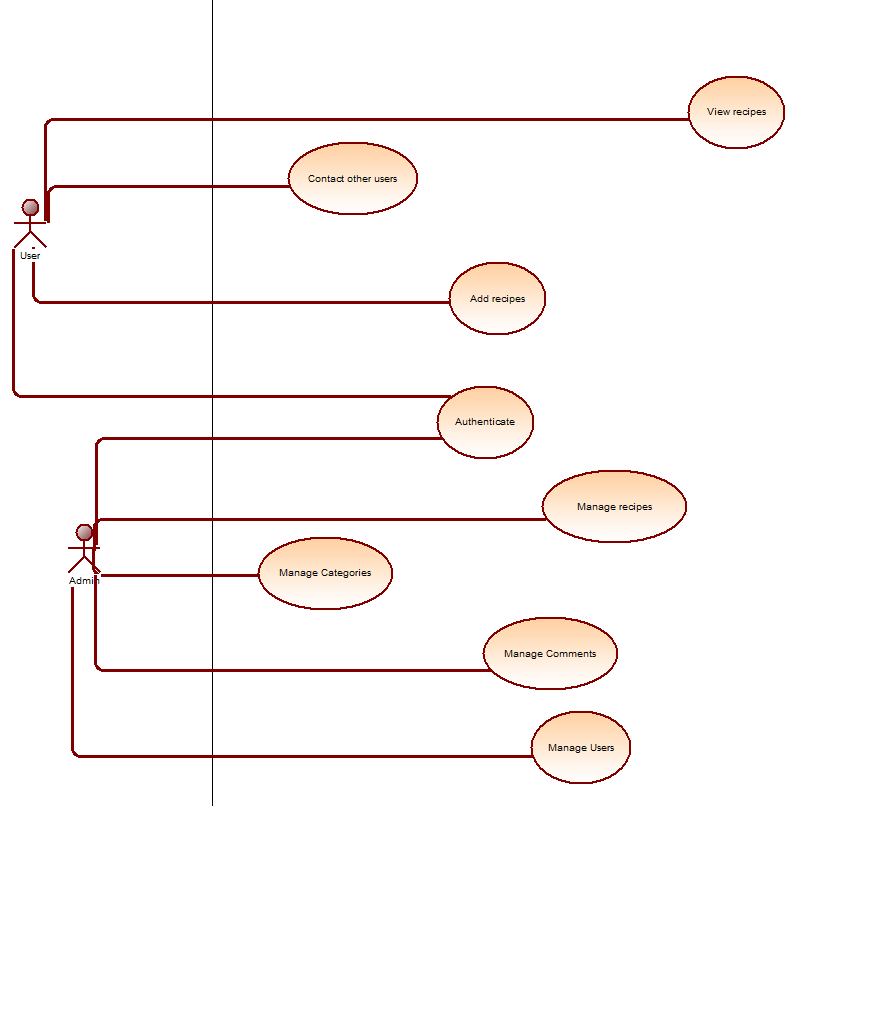 View recipes
Contact other users
User
Add recipes
Authenticate
Manage recipes
Manage Categories
Admin
Manage Comments
Manage Users